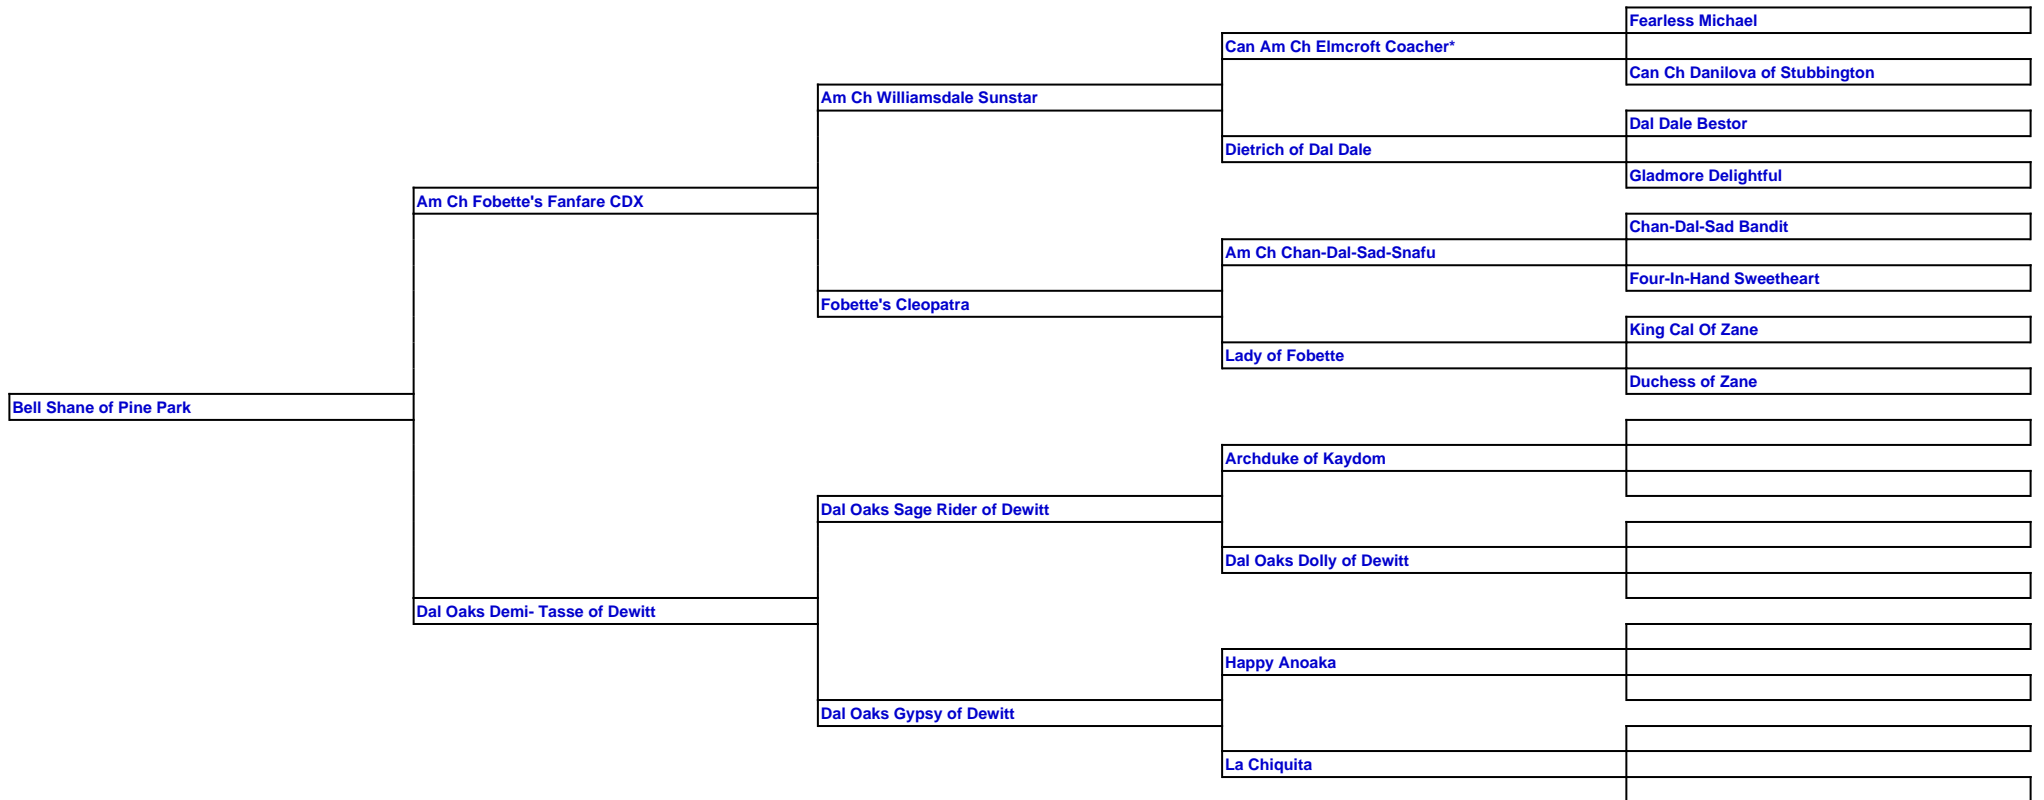 Fearless Michael
Can Am Ch Elmcroft Coacher*
Can Ch Danilova of Stubbington
Am Ch Williamsdale Sunstar
Dal Dale Bestor
Dietrich of Dal Dale
Gladmore Delightful
Am Ch Fobette's Fanfare CDX
Chan-Dal-Sad Bandit
Am Ch Chan-Dal-Sad-Snafu
Four-In-Hand Sweetheart
Fobette's Cleopatra
King Cal Of Zane
Lady of Fobette
Duchess of Zane
Bell Shane of Pine Park
Archduke of Kaydom
Dal Oaks Sage Rider of Dewitt
Dal Oaks Dolly of Dewitt
Dal Oaks Demi- Tasse of Dewitt
Happy Anoaka
Dal Oaks Gypsy of Dewitt
La Chiquita